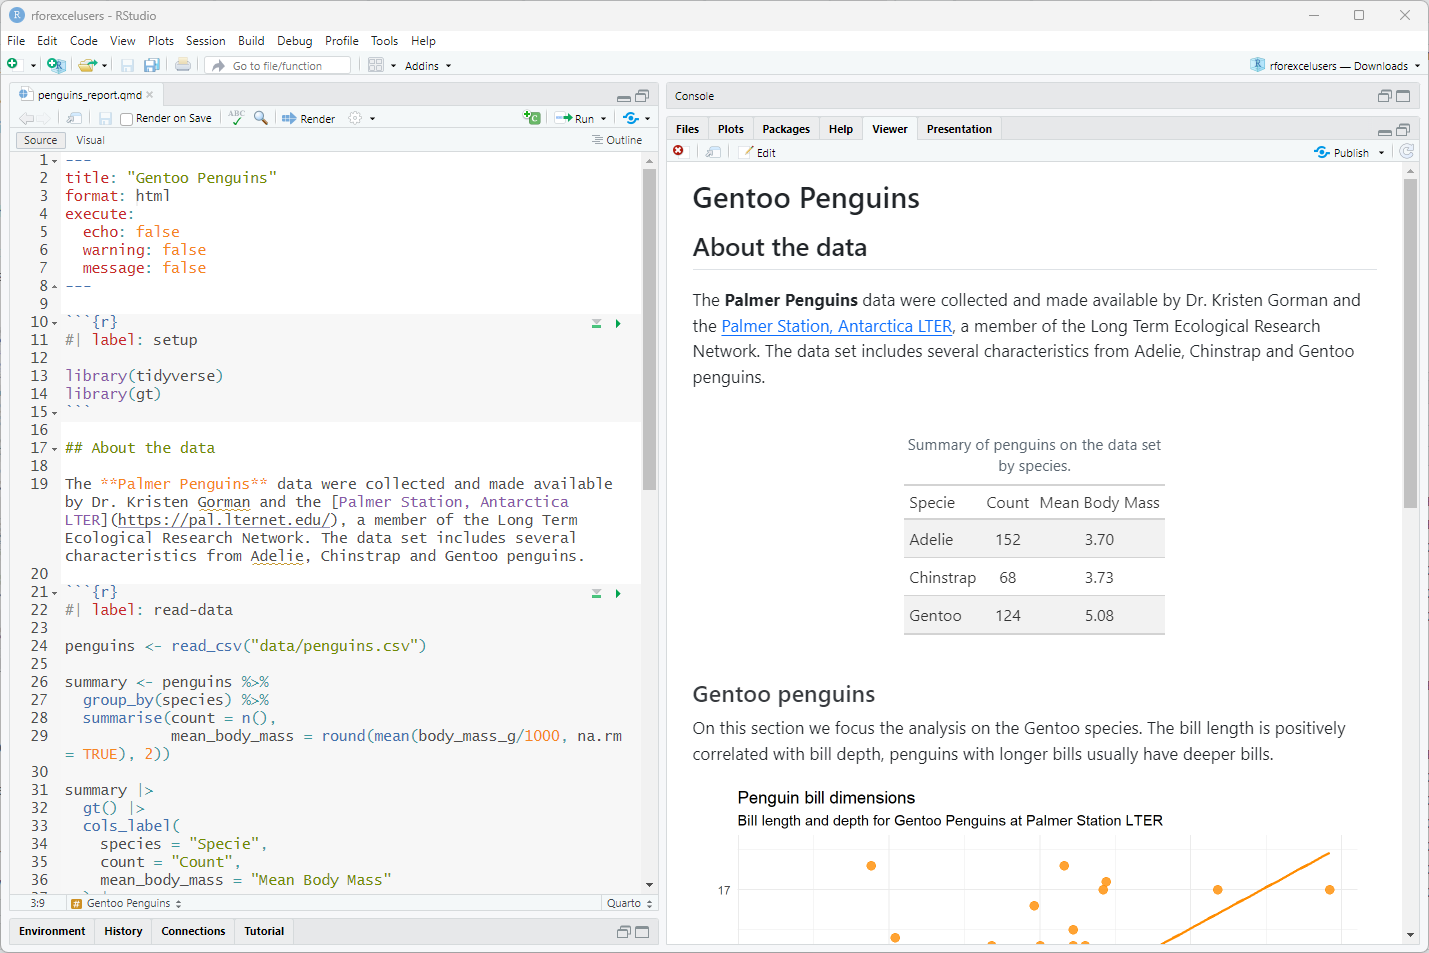 rforexcelusers - RStudio
File Edit Code View Plots Session Build Debug Profile Tools Help
Go to file/function Addins rforexcelusers — Downloads
penguins_report.qmd
Render on Save ABC Render Run
Source Visual Outline
1 ---
2 title: "Gentoo Penguins"
3 format: html
4 execute:
5 echo: false
6 warning: false
7 message: false
8 ---
9
10 ```{r}
11 #| label: setup
12
13 library(tidyverse)
14 library(gt)
15 ```
16
17 ## About the data
18
19 The **Palmer Penguins** data were collected and made available
by Dr. Kristen Gorman and the [Palmer Station, Antarctica
LTER](https://pal.lternet.edu/), a member of the Long Term
Ecological Research Network. The data set includes several
characteristics from Adelie, Chinstrap and Gentoo penguins.
20
21 ```{r}
22 #| label: read-data
23
24 penguins <- read_csv("data/penguins.csv")
25
26 summary <- penguins %>%
27 group_by(species) %>%
28 summarise(count = n(),
29 mean_body_mass = round(mean(body_mass_g/1000, na.rm
= TRUE), 2))
30
31 summary |>
32 gt() |>
33 cols_label(
34 species = "Specie",
35 count = "Count",
36 mean_body_mass = "Mean Body Mass"
3:9 # Gentoo Penguins Quarto
Environment History Connections Tutorial
Console
Files Plots Packages Help Viewer Presentation
Edit Publish
Gentoo Penguins
About the data
The Palmer Penguins data were collected and made available by Dr. Kristen Gorman and
the Palmer Station, Antarctica LTER, a member of the Long Term Ecological Research
Network. The data set includes several characteristics from Adelie, Chinstrap and Gentoo
penguins.
Summary of penguins on the data set
by species.
Specie Count Mean Body Mass
Adelie 152 3.70
Chinstrap 68 3.73
Gentoo 124 5.08
Gentoo penguins
On this section we focus the analysis on the Gentoo species. The bill length is positively
correlated with bill depth, penguins with longer bills usually have deeper bills.
Penguin bill dimensions
Bill length and depth for Gentoo Penguins at Palmer Station LTER
17